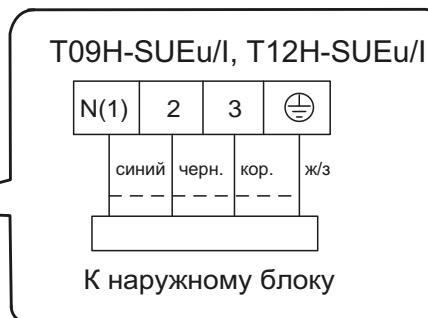 T09H-SUEu/I, T12H-SUEu/I
N(1) 2 3
синий черн. кор. ж/з
К наружному блоку